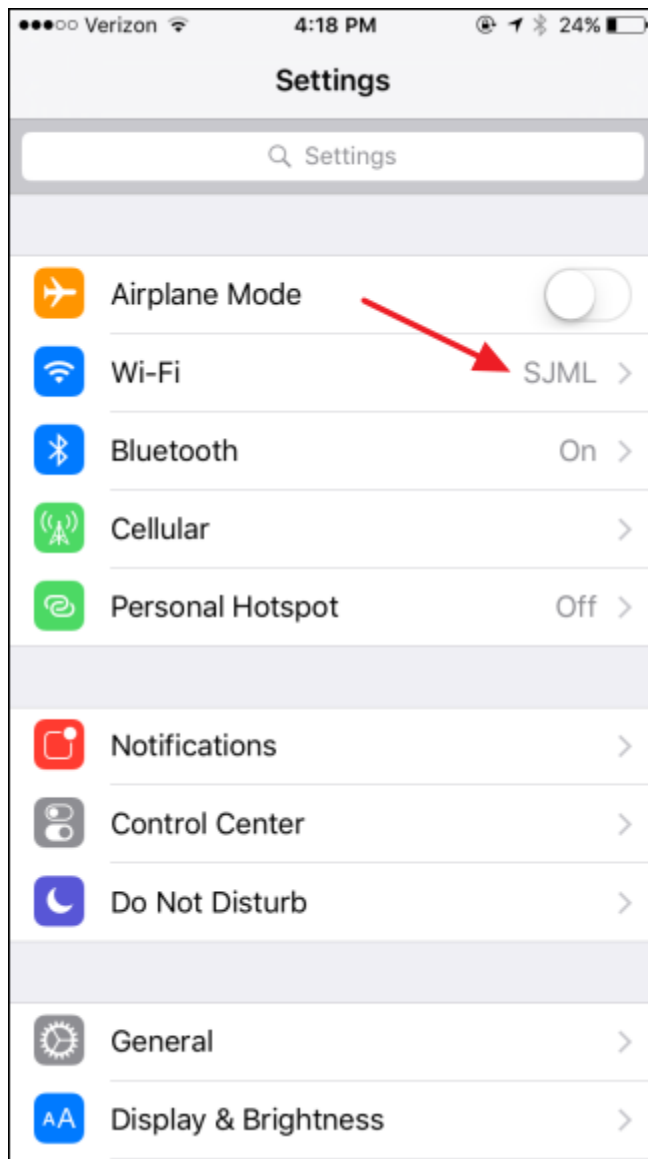 Verizon 4:18 PM 24%
Settings
Settings
Airplane Mode
Wi-Fi SJML
Bluetooth On
Cellular
Personal Hotspot Off
Notifications
Control Center
Do Not Disturb
General
AA Display & Brightness